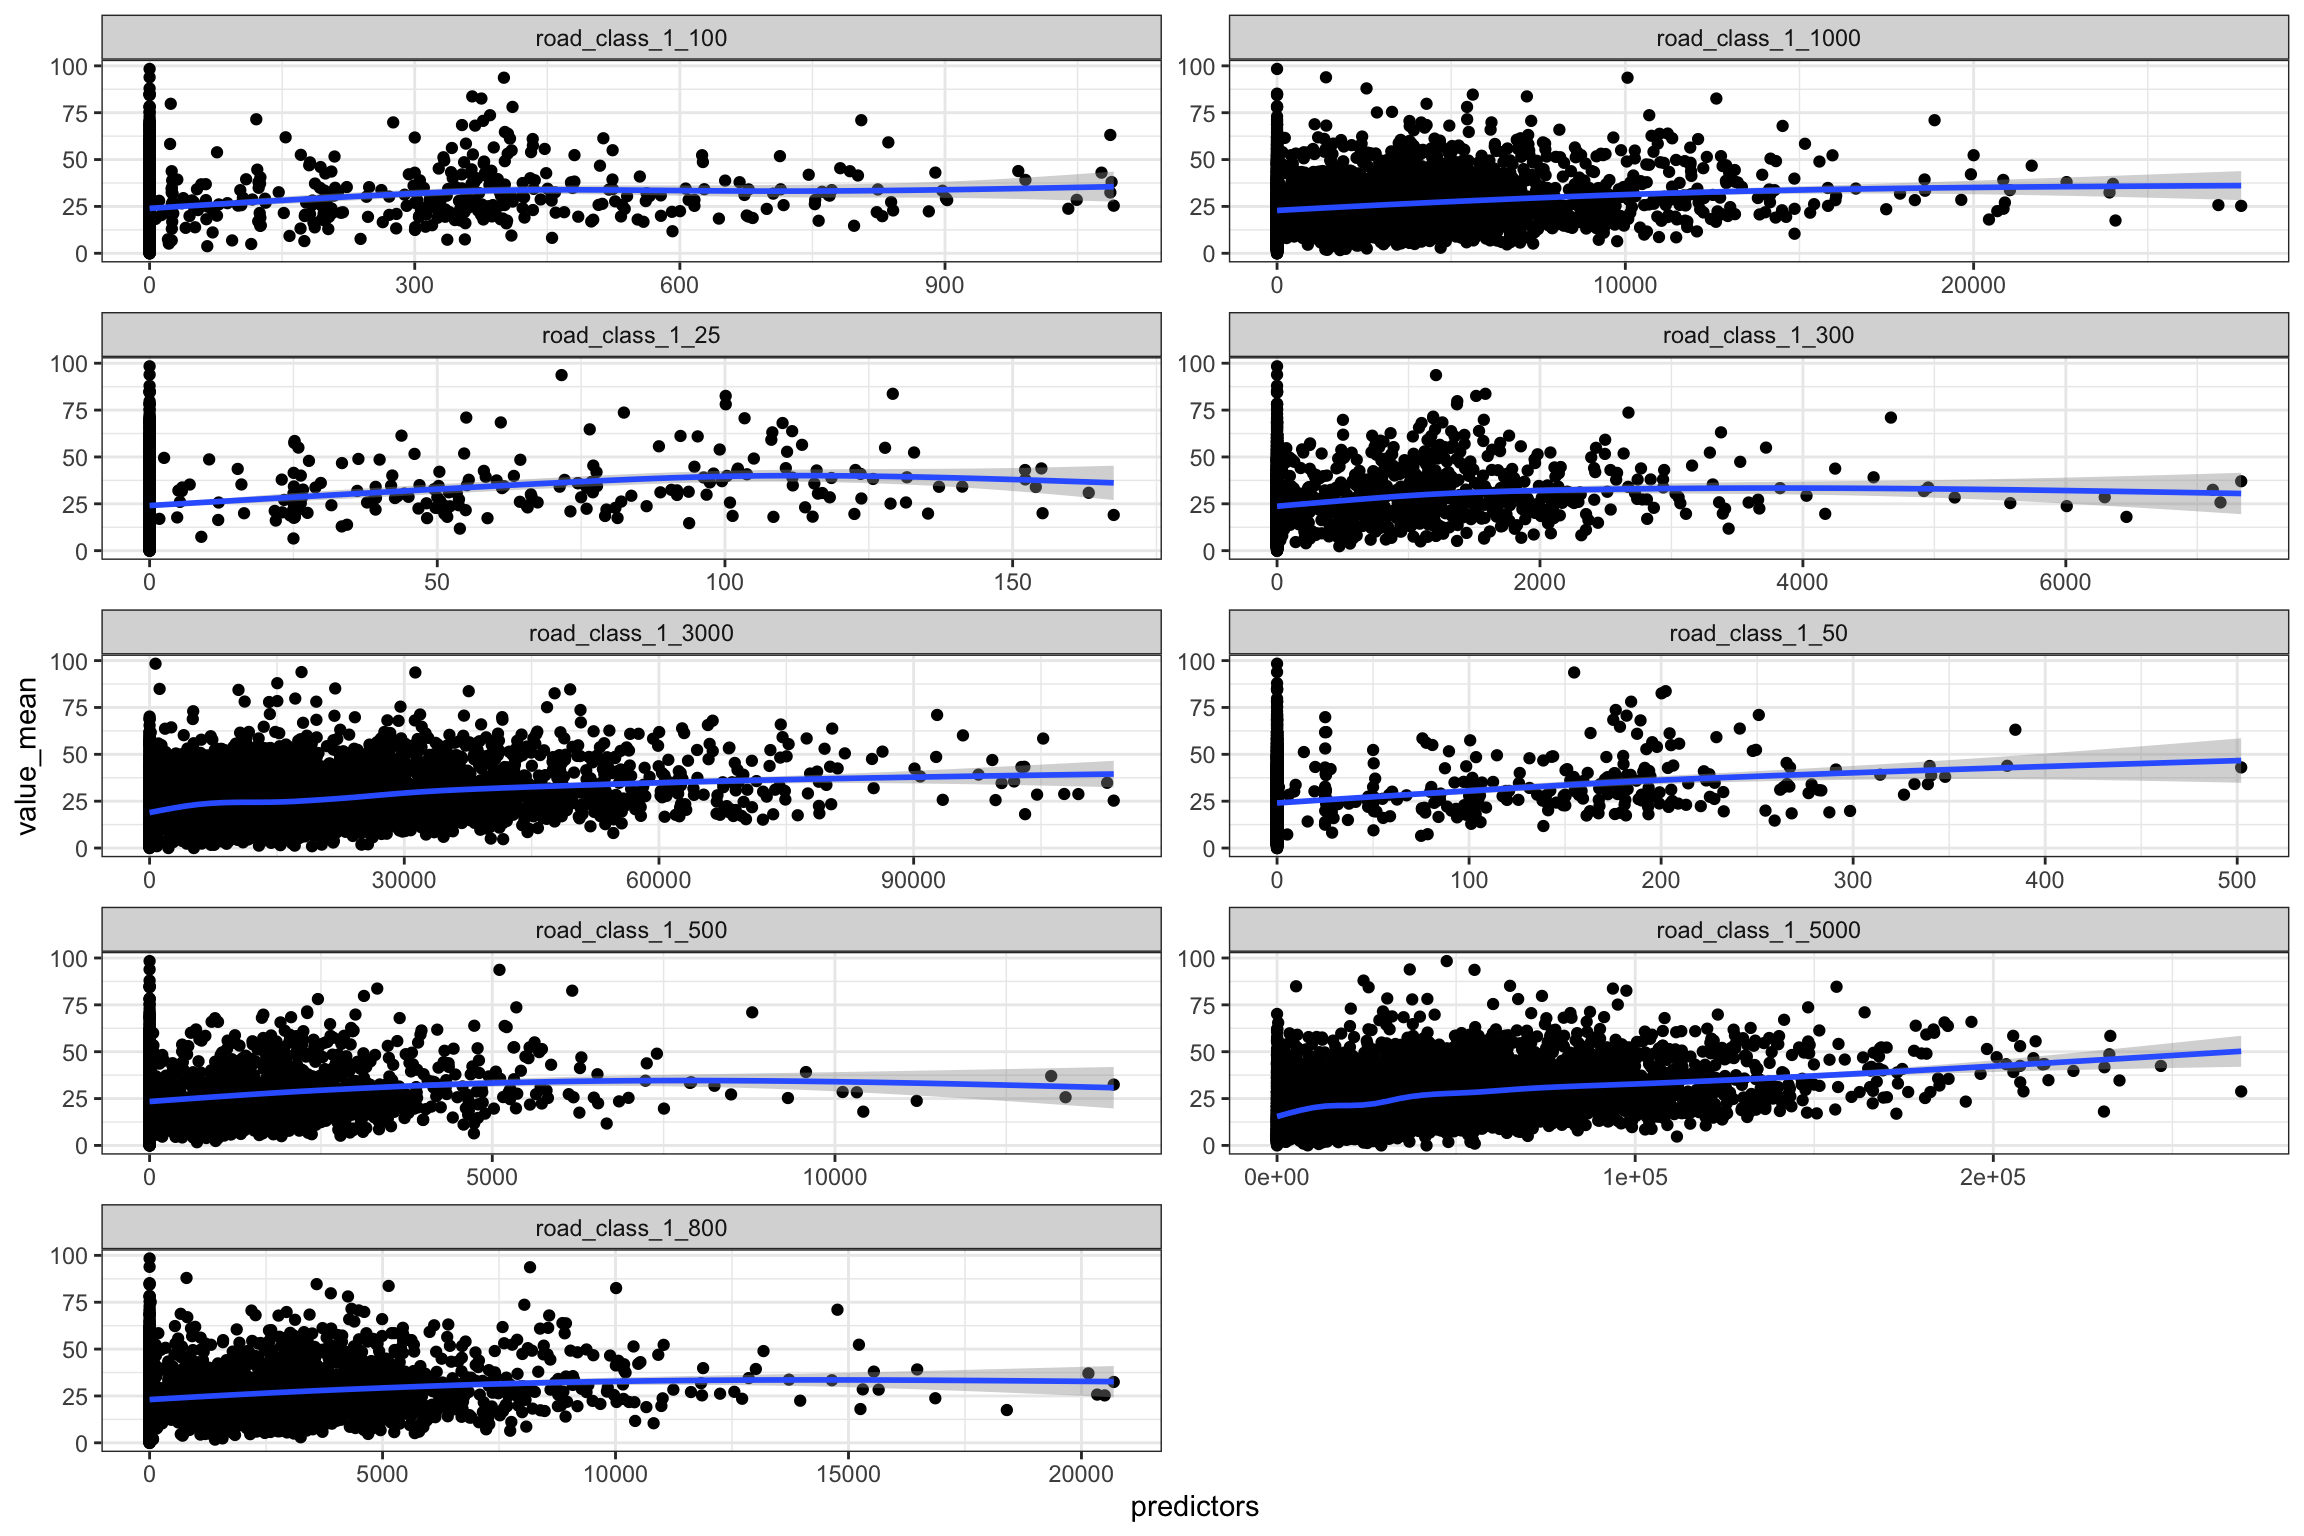 road_class_1_100
road_class_1_1000
100
75
50
25
0
0 300 600 900
100
75
50
25
0
0 10000 20000
road_class_1_25
road_class_1_300
100
75
50
25
0
0 50 100 150
100
75
50
25
0
0 2000 4000 6000
road_class_1_3000
road_class_1_50
100
75
50
25
0
0 30000 60000 90000
100
75
50
25
0
0 100 200 300 400 500
value_mean
road_class_1_500
road_class_1_5000
100
75
50
25
0
0 5000 10000
100
75
50
25
0
0e+00 1e+05 2e+05
road_class_1_800
100
75
50
25
0
0 5000 10000 15000 20000
predictors